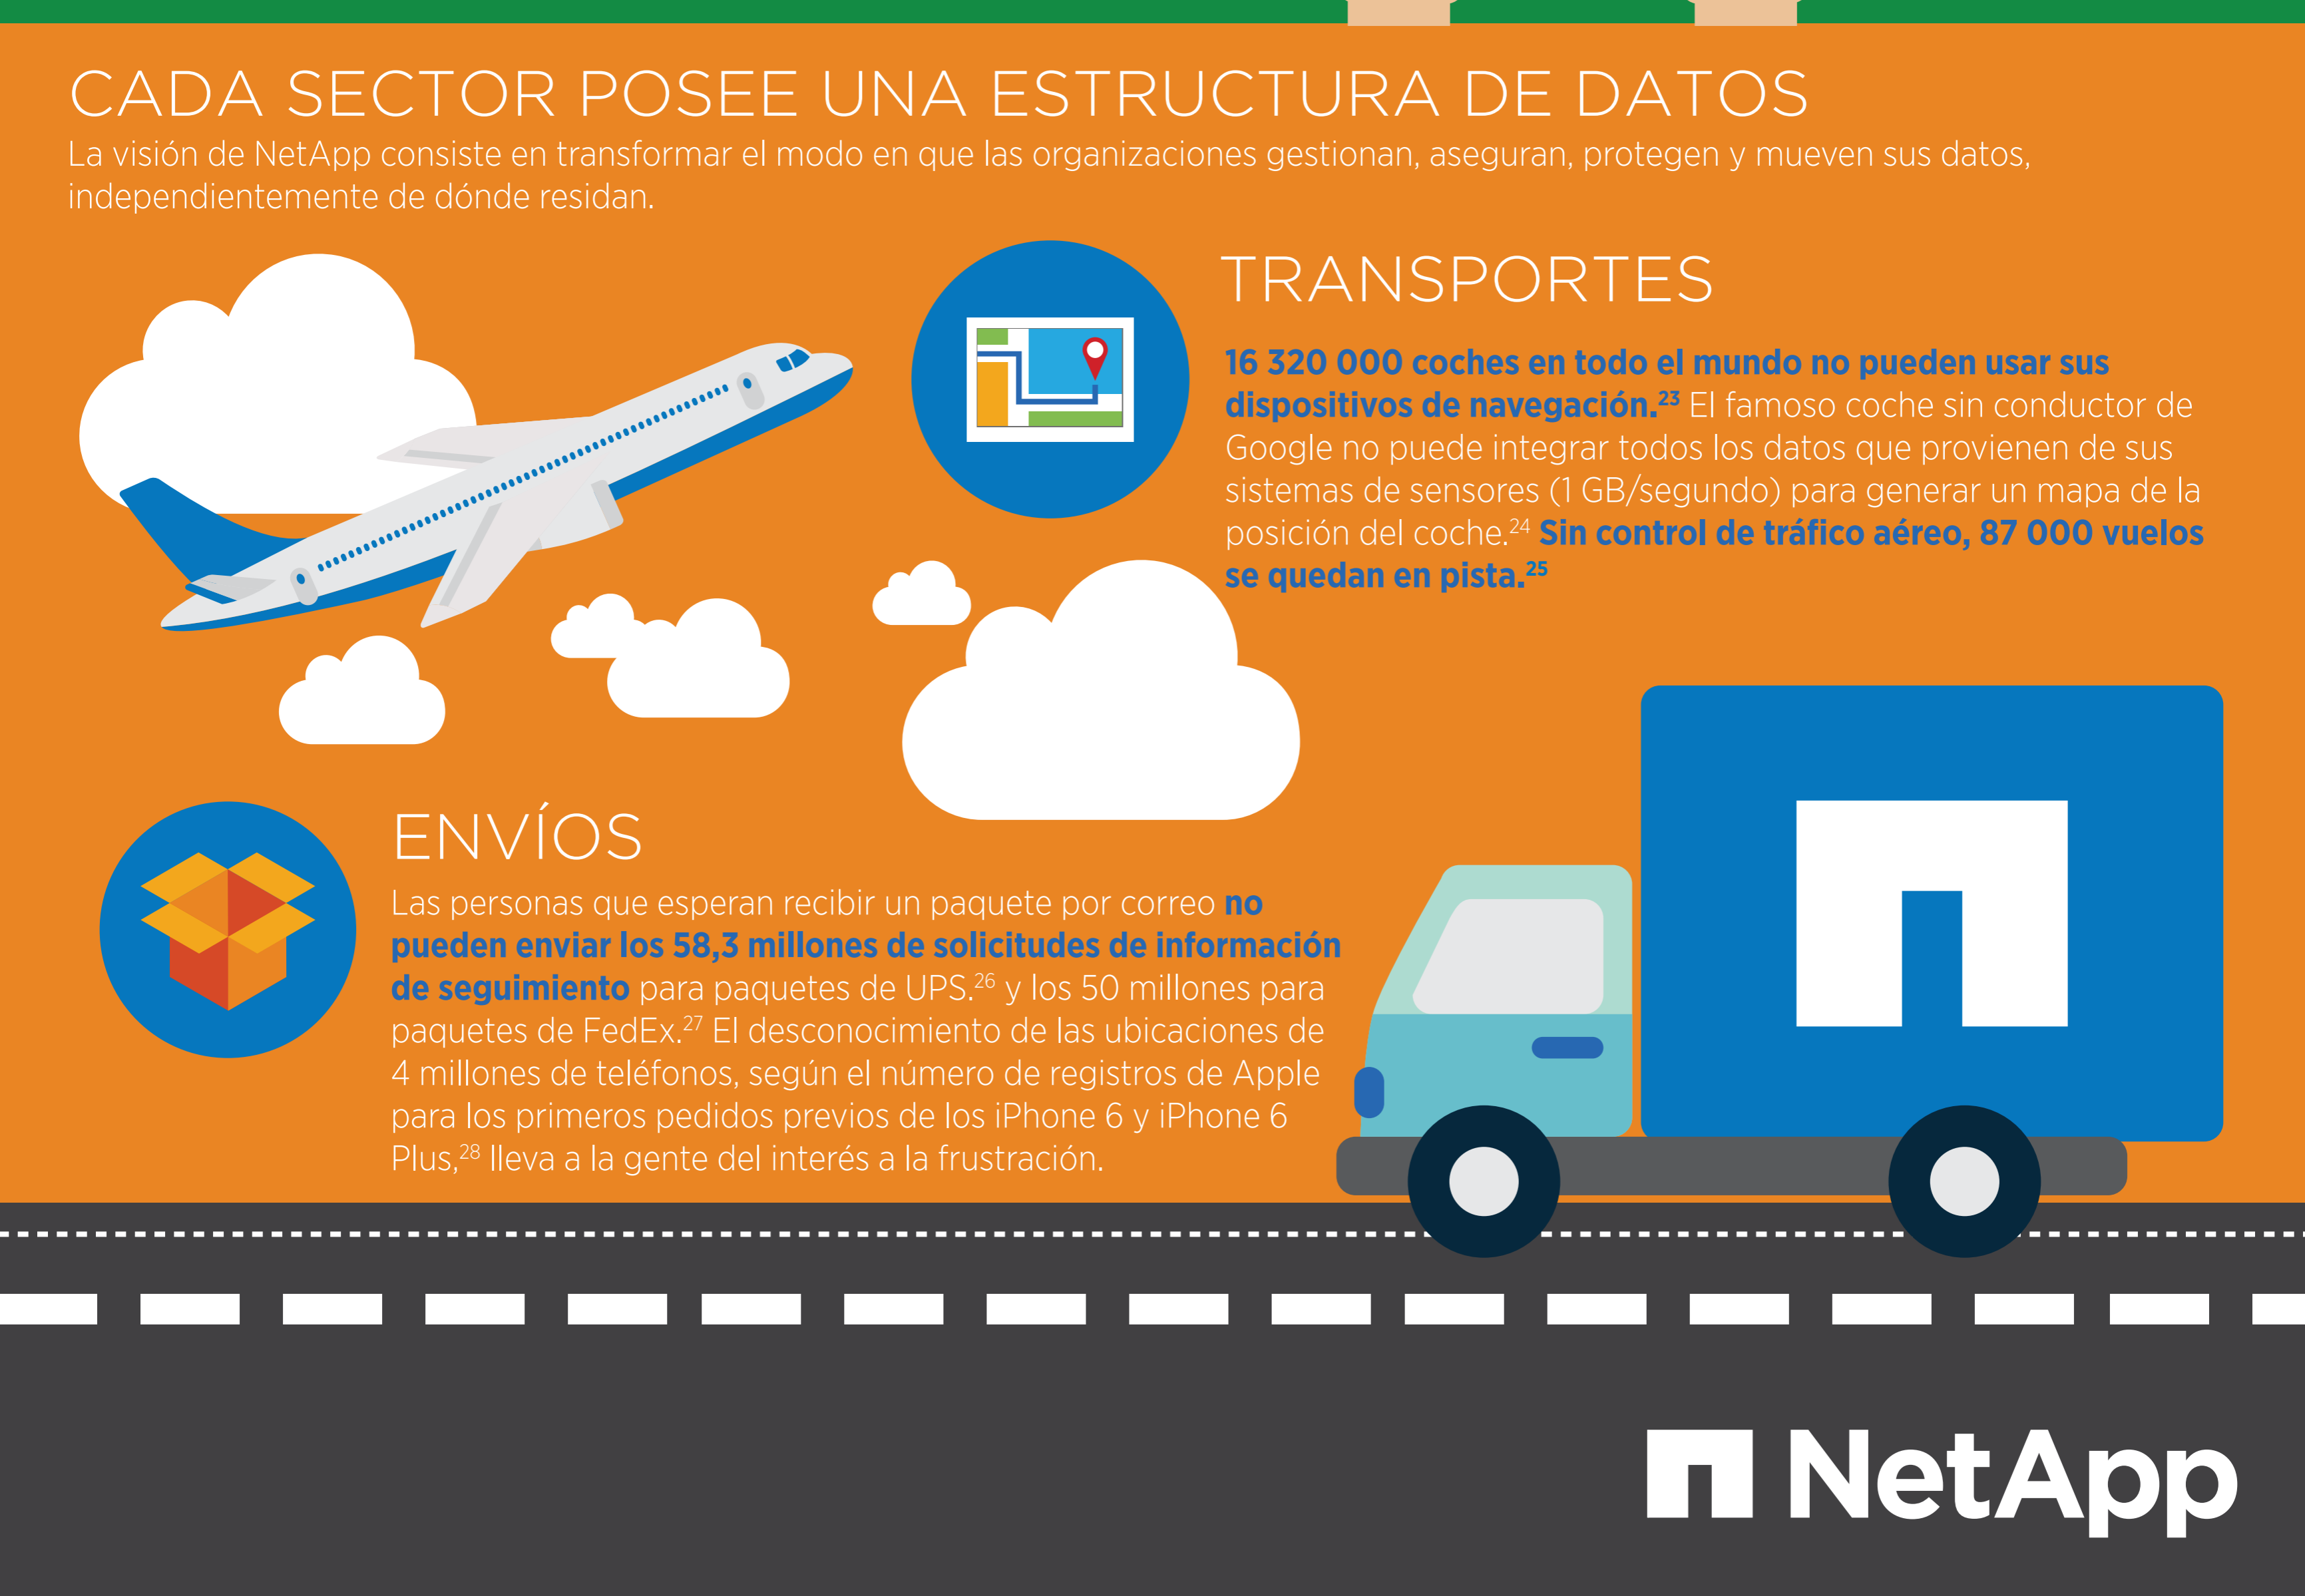 CADA SECTOR POSEE UNA ESTRUCTURA DE DATOS
La visión de NetApp consiste en transformar el modo en que las organizaciones gestionan, aseguran, protegen y mueven sus datos,
independientemente de dónde residan.
TRANSPORTES
16 320 000 coches en todo el mundo no pueden usar sus
dispositivos de navegación.23 El famoso coche sin conductor de
Google no puede integrar todos los datos que provienen de sus
sistemas de sensores (1 GB/segundo) para generar un mapa de la
posición del coche.24 Sin control de tráfico aéreo, 87 000 vuelos
se quedan en pista.25
ENVÍOS
Las personas que esperan recibir un paquete por correo no
pueden enviar los 58,3 millones de solicitudes de información
de seguimiento para paquetes de UPS.26 y los 50 millones para
paquetes de FedEx.27 El desconocimiento de las ubicaciones de
4 millones de teléfonos, según el número de registros de Apple
para los primeros pedidos previos de los iPhone 6 y iPhone 6
Plus,28 lleva a la gente del interés a la frustración.
NetApp